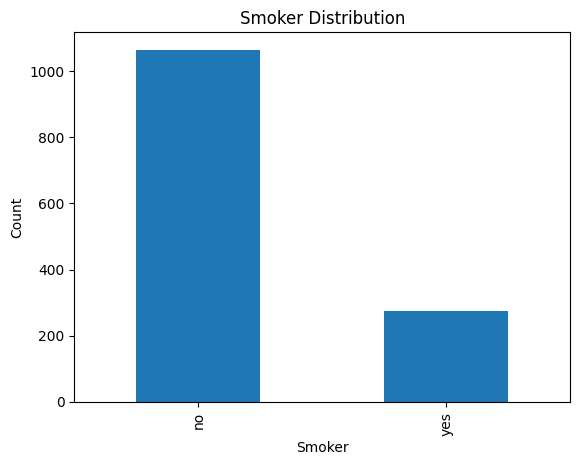 Smoker Distribution
1000
800
600
400
200
0
Count
no
yes
Smoker